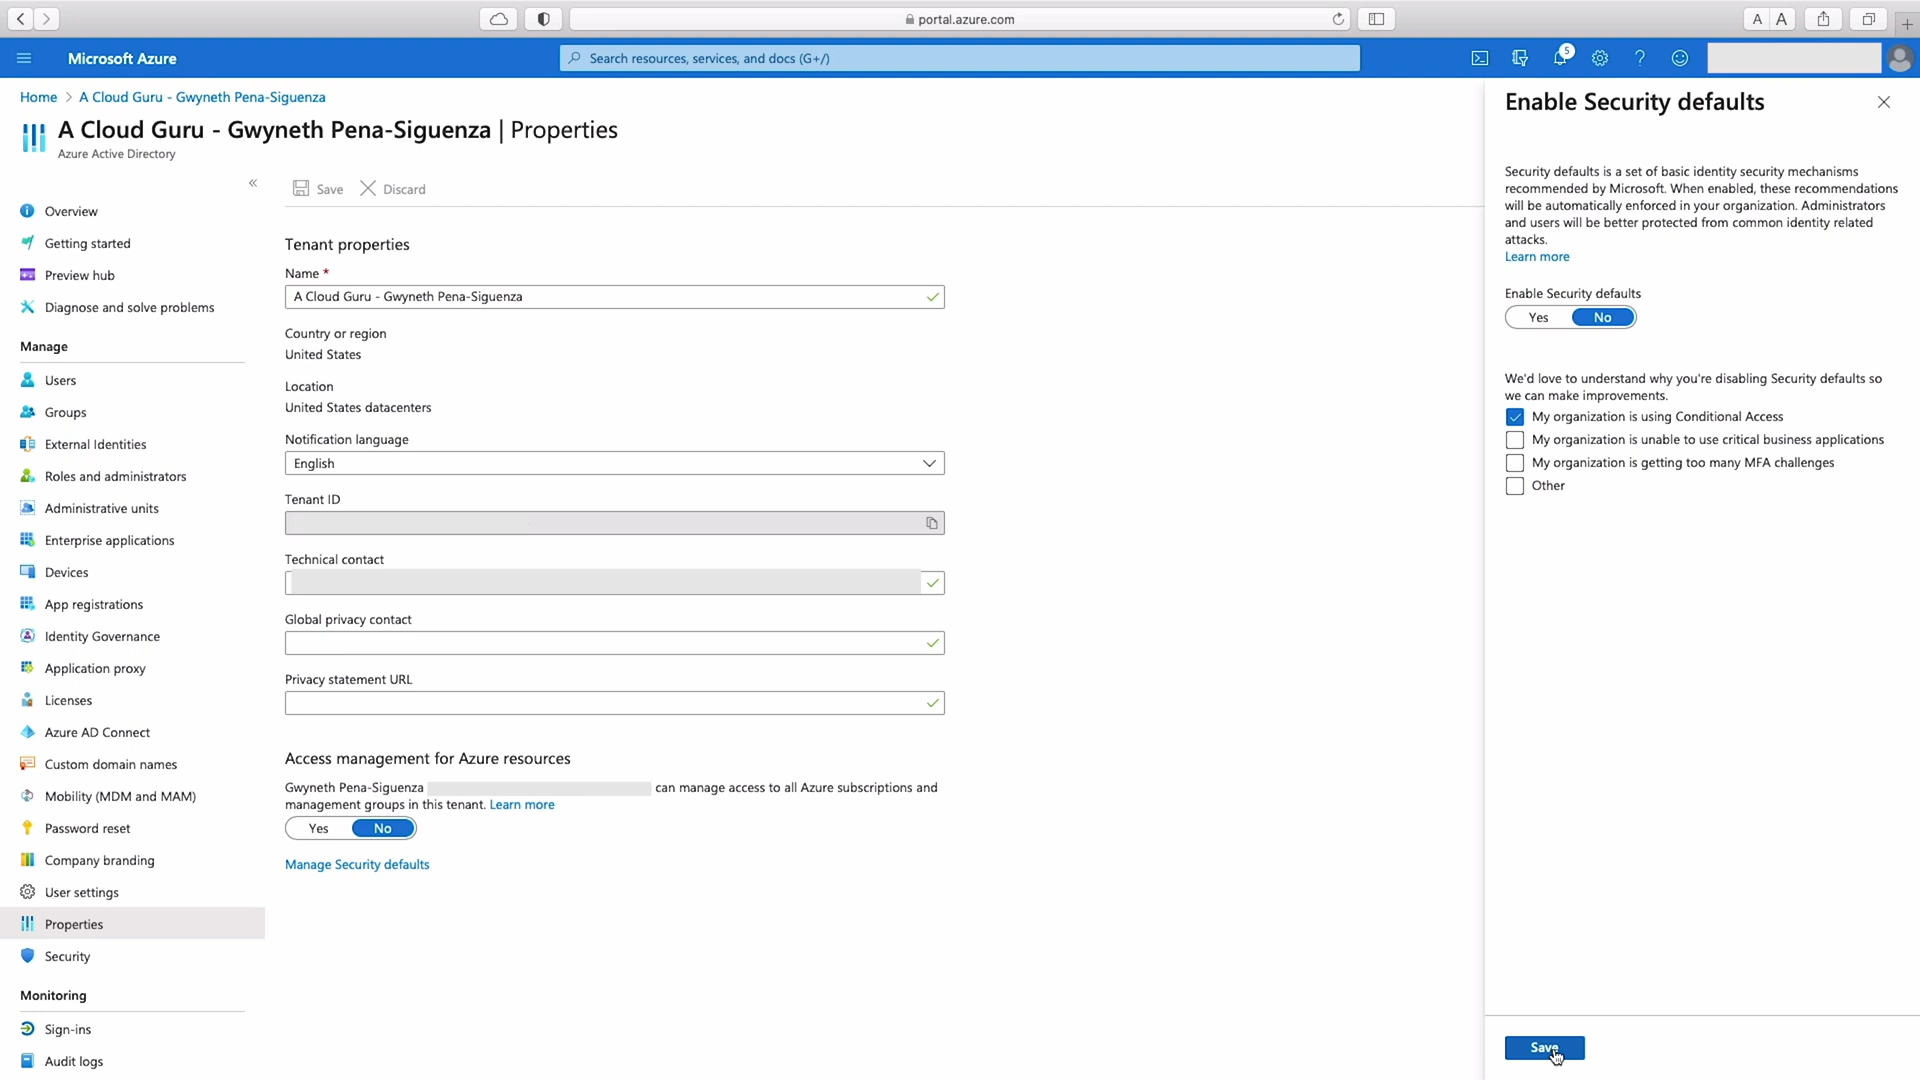 portal.azure.com
A A
Microsoft Azure
Search resources, services, and docs (G+/)
5
Home > A Cloud Guru - Gwyneth Pena-Siguenza
A Cloud Guru - Gwyneth Pena-Siguenza | Properties
Azure Active Directory
Save
Discard
Overview
Getting started
Preview hub
Diagnose and solve problems
Manage
Users
Groups
External Identities
Roles and administrators
Administrative units
Enterprise applications
Devices
App registrations
Identity Governance
Application proxy
Licenses
Azure AD Connect
Custom domain names
Mobility (MDM and MAM)
Password reset
Company branding
User settings
Properties
Security
Monitoring
Sign-ins
Audit logs
Tenant properties
Name *
A Cloud Guru - Gwyneth Pena-Siguenza
Country or region
United States
Location
United States datacenters
Notification language
English
Tenant ID
Technical contact
Global privacy contact
Privacy statement URL
Access management for Azure resources
Gwyneth Pena-Siguenza can manage access to all Azure subscriptions and
management groups in this tenant. Learn more
Yes No
Manage Security defaults
Enable Security defaults
Security defaults is a set of basic identity security mechanisms
recommended by Microsoft. When enabled, these recommendations
will be automatically enforced in your organization. Administrators
and users will be better protected from common identity related
attacks.
Learn more
Enable Security defaults
Yes No
We'd love to understand why you're disabling Security defaults so
we can make improvements.
My organization is using Conditional Access
My organization is unable to use critical business applications
My organization is getting too many MFA challenges
Other
Save